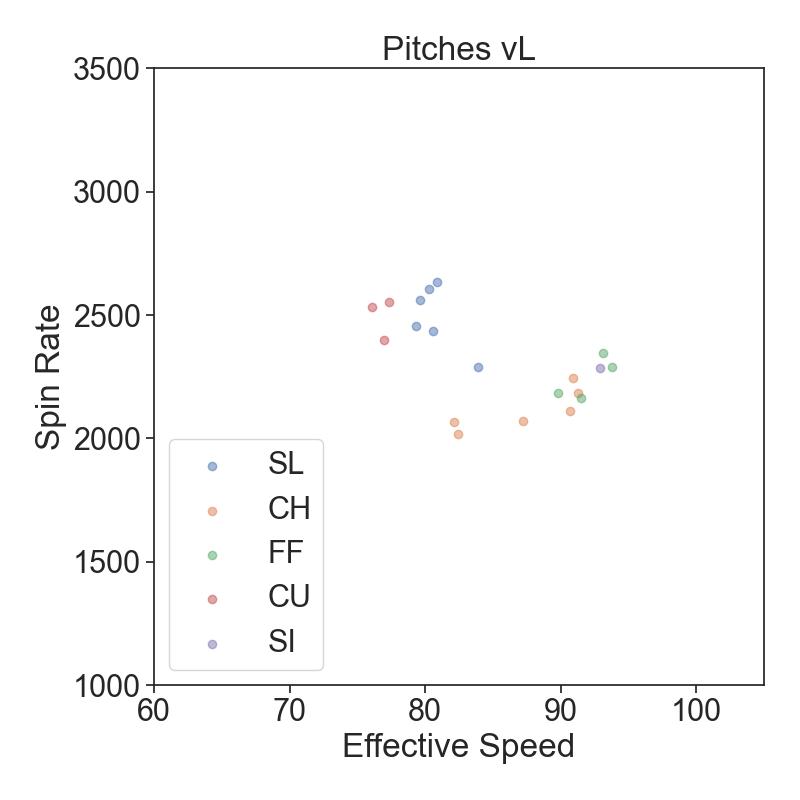 Pitches vL
3500
3000
2500
2000
1500
1000
Spin Rate
SL
CH
FF
CU
SI
60 70 80 90 100
Effective Speed